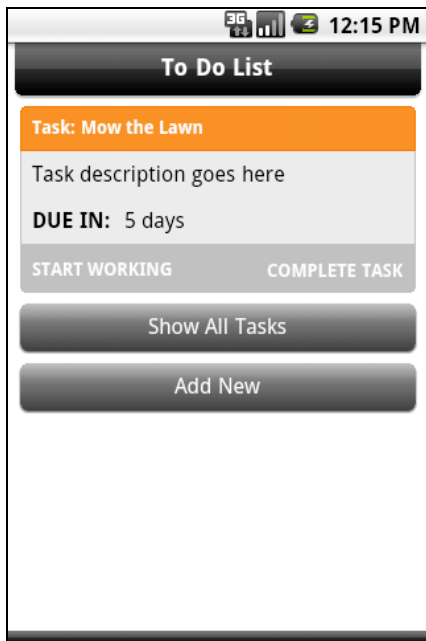 3G 12:15 PM
To Do List
Task: Mow the Lawn
Task description goes here
DUE IN: 5 days
START WORKING COMPLETE TASK
Show All Tasks
Add New